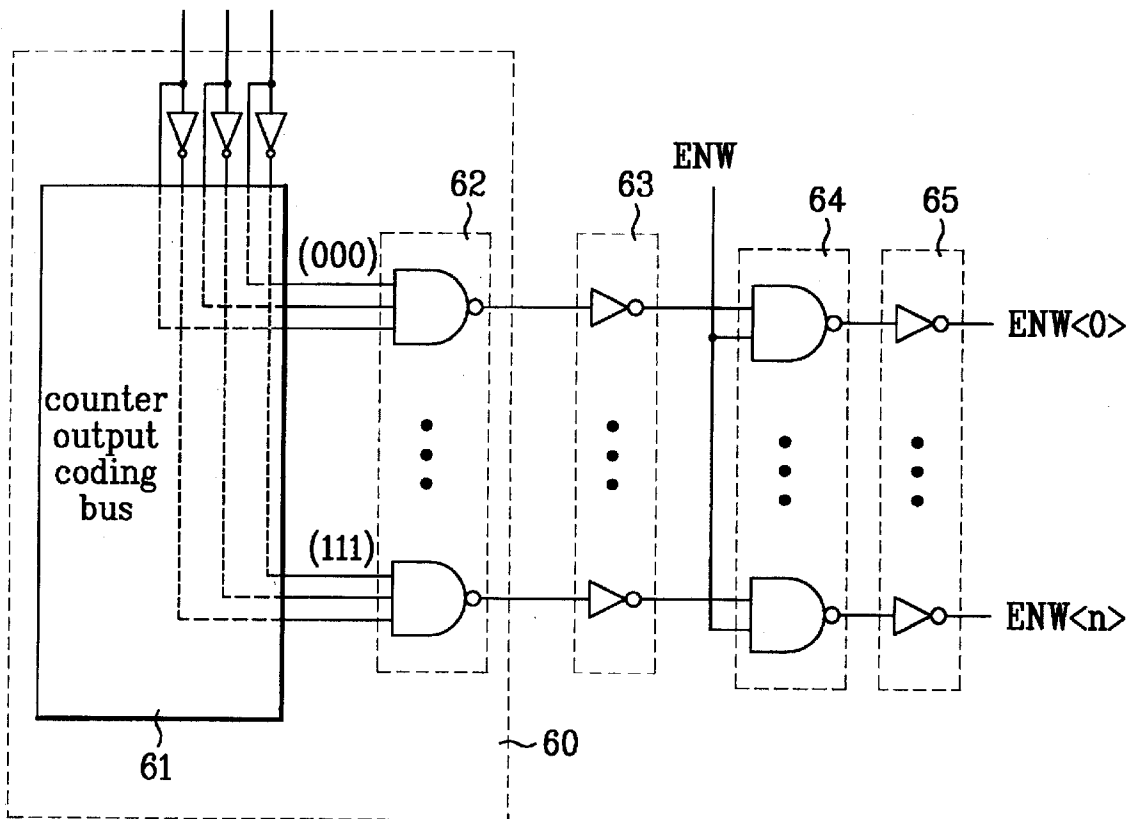 ENW
62
63
64
65
(000)
ENW<0>
counter
output
coding
bus
(111)
ENW<n>
61
60